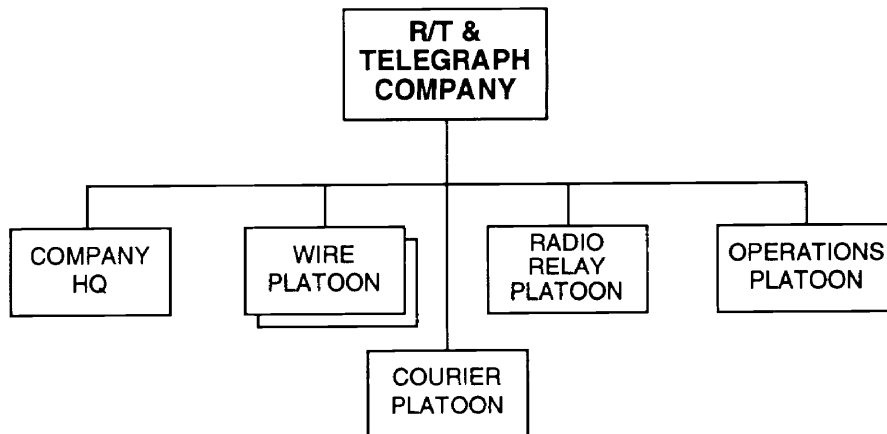 R/T &
TELEGRAPH
COMPANY
COMPANY
HQ
WIRE
PLATOON
RADIO
RELAY
PLATOON
OPERATIONS
PLATOON
COURIER
PLATOON